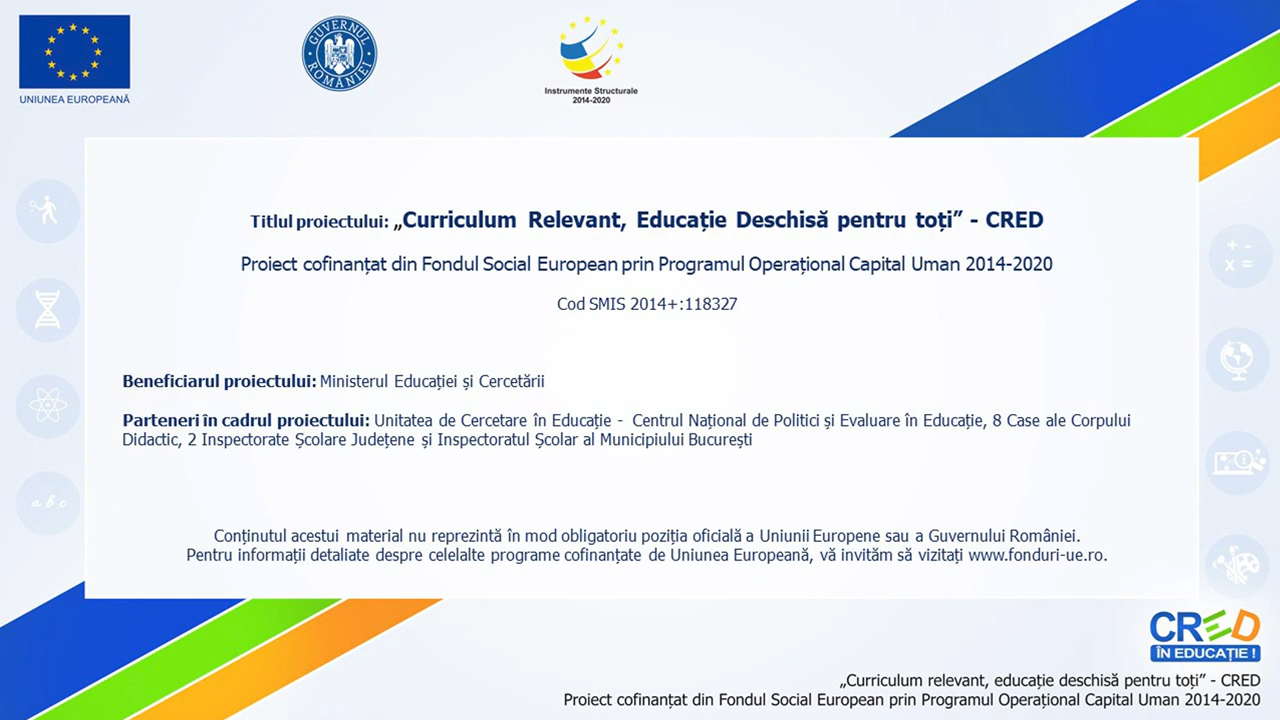 UNIUNEA EUROPEANĂ
GUVERNUL ROMÂNIEI
Instrumente Structurale
2014-2020
Titlul proiectului: „Curriculum Relevant, Educație Deschisă pentru toți” - CRED
Proiect cofinanțat din Fondul Social European prin Programul Operațional Capital Uman 2014-2020
Cod SMIS 2014+:118327
Beneficiarul proiectului: Ministerul Educației și Cercetării
Parteneri în cadrul proiectului: Unitatea de Cercetare în Educație - Centrul Național de Politici și Evaluare în Educație, 8 Case ale Corpului
Didactic, 2 Inspectorate Școlare Județene și Inspectoratul Școlar al Municipiului București
Conținutul acestui material nu reprezintă în mod obligatoriu poziția oficială a Uniunii Europene sau a Guvernului României.
Pentru informații detaliate despre celelalte programe cofinanțate de Uniunea Europeană, vă invităm să vizitați www.fonduri-ue.ro.
+ -
x =
a b c
CRED
ÎN EDUCAȚIE !
„Curriculum relevant, educație deschisă pentru toți” - CRED
Proiect cofinanțat din Fondul Social European prin Programul Operațional Capital Uman 2014-2020